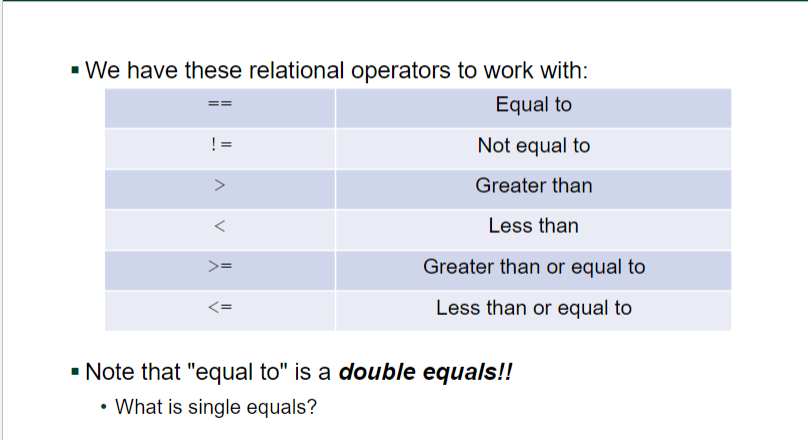 ▪ We have these relational operators to work with:
== Equal to
!= Not equal to
> Greater than
< Less than
>= Greater than or equal to
<= Less than or equal to
▪ Note that "equal to" is a double equals!!
• What is single equals?